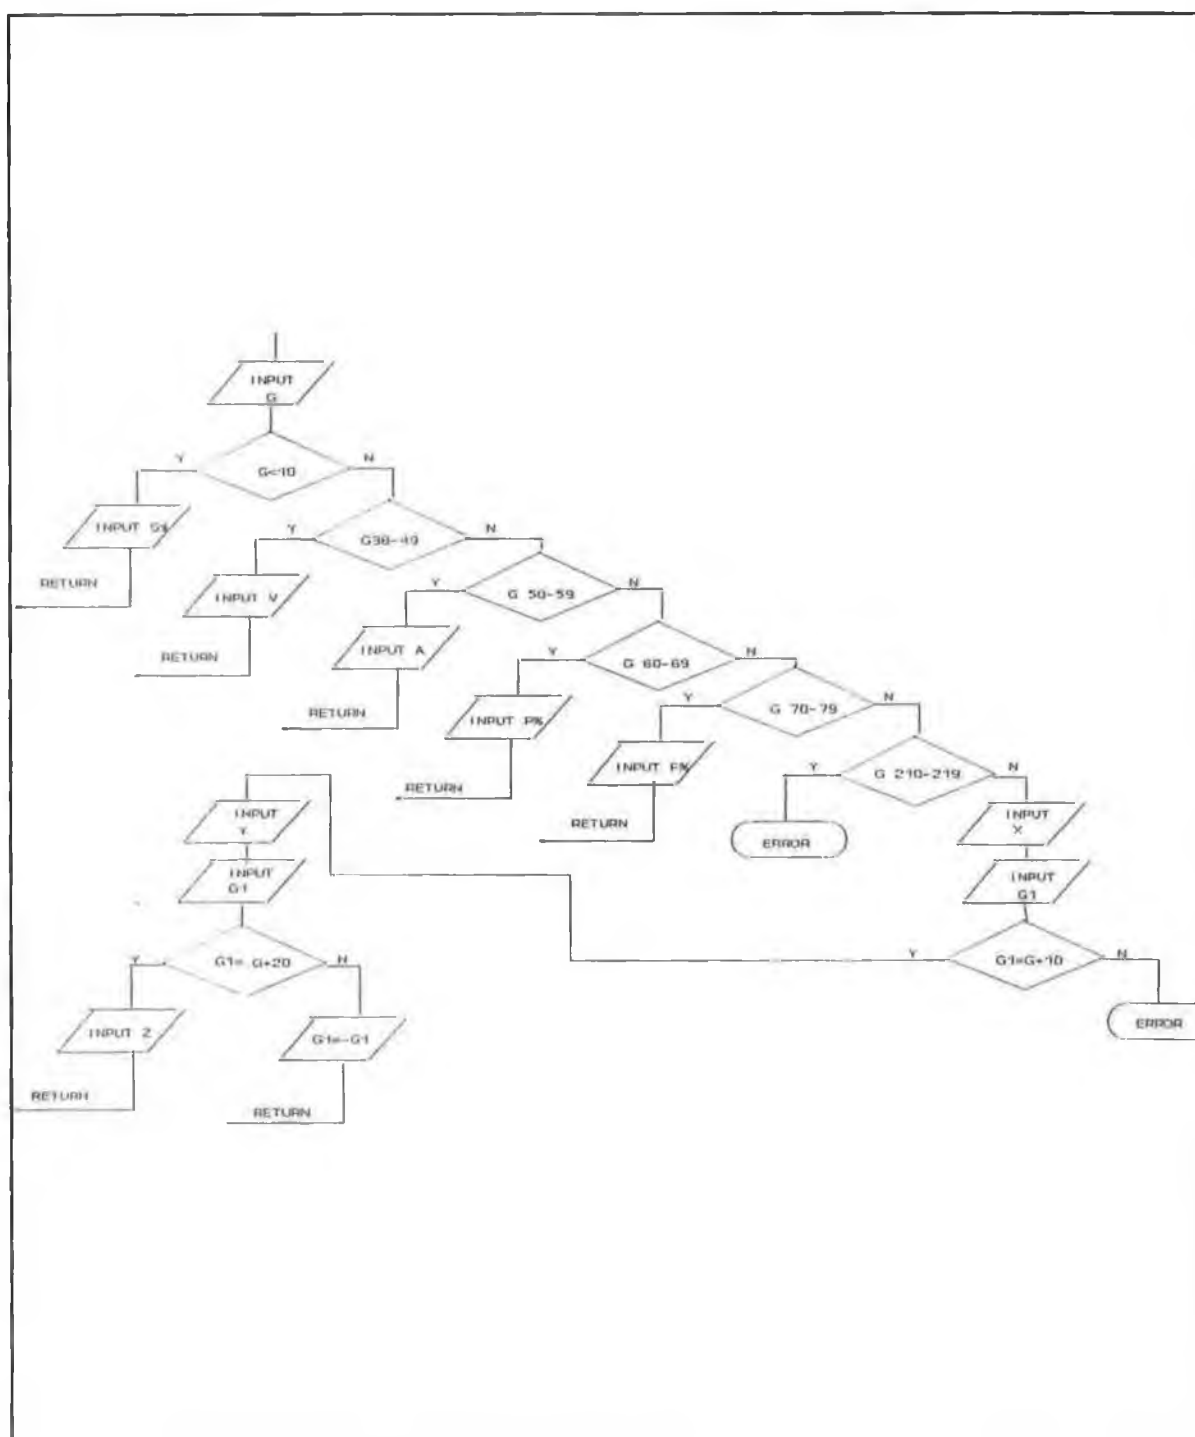 INPUT
G
Y
N
G<10
INPUT S$
Y
N
G38-49
RETURN
INPUT V
Y
N
G 50-59
RETURN
INPUT A
Y
N
G 60-69
RETURN
INPUT P%
Y
N
G 70-79
RETURN
INPUT F%
Y
N
G 210-219
RETURN
ERROR
INPUT
X
INPUT
G1
Y
N
G1=G+10
ERROR
INPUT
Y
INPUT
G1
Y
N
G1= G+20
INPUT Z
G1=-G1
RETURN
RETURN